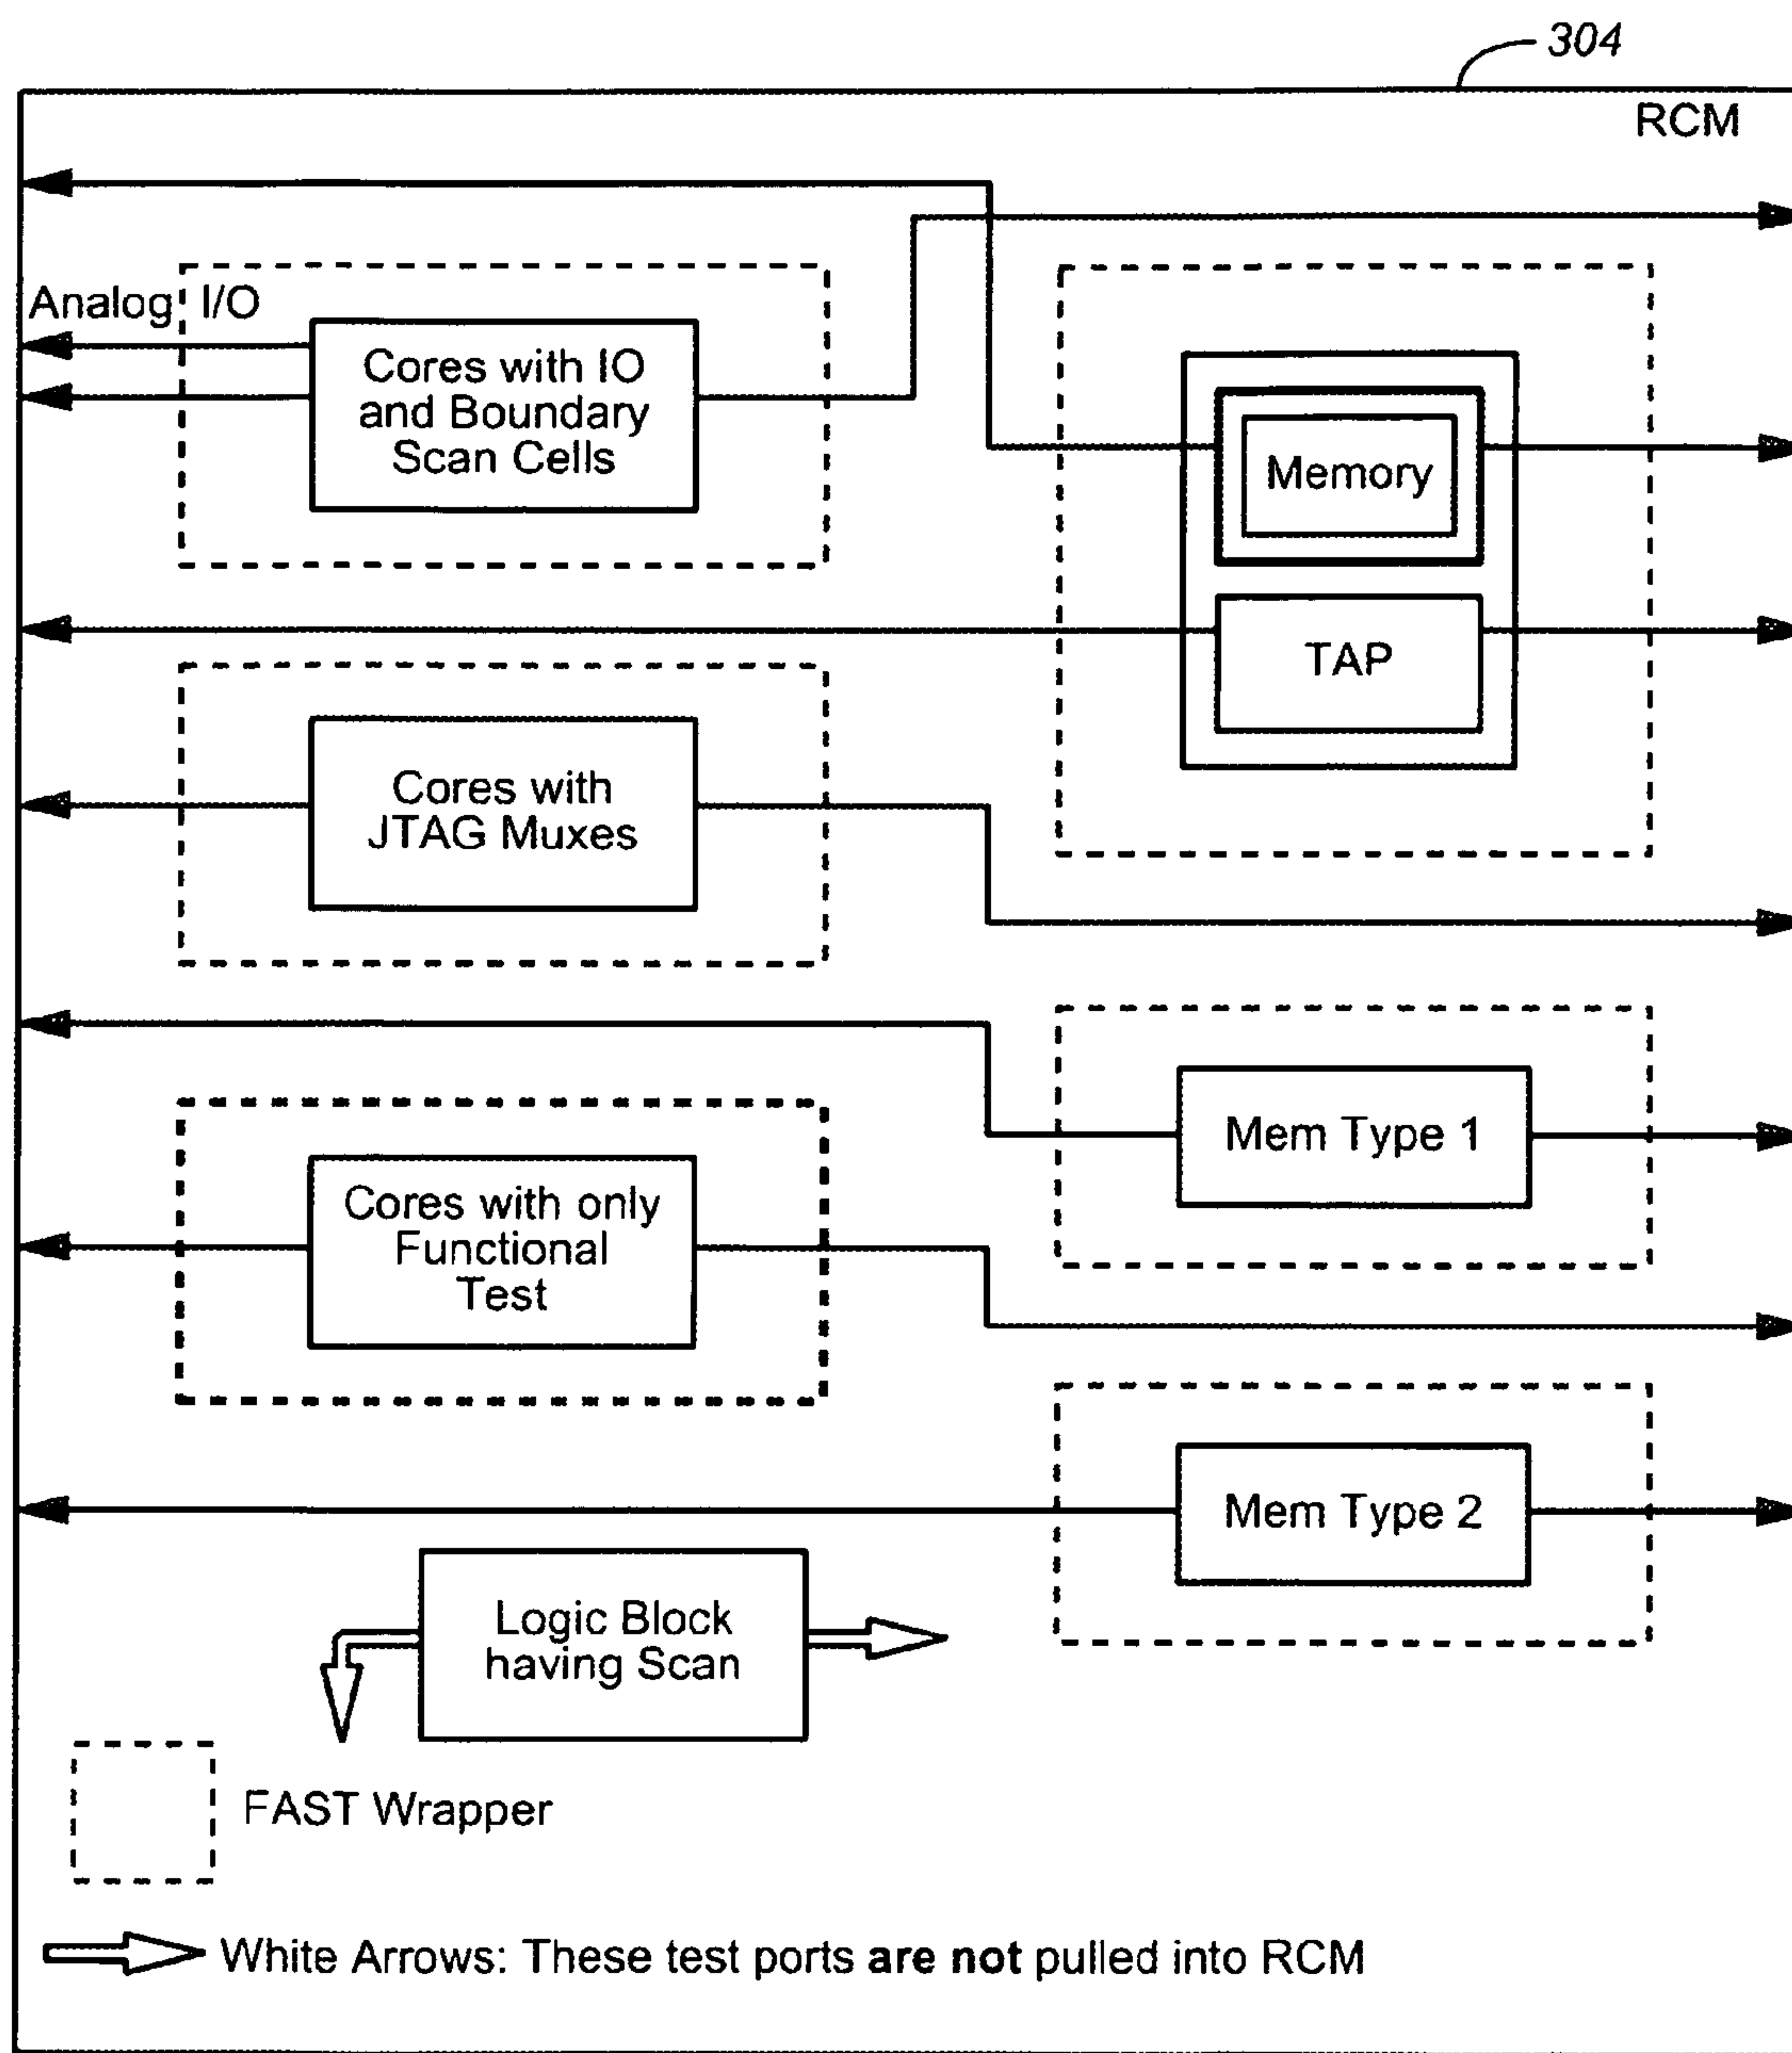 304
RCM
Analog I/O
Cores with IO
and Boundary
Scan Cells
Memory
TAP
Cores with
JTAG Muxes
Mem Type 1
Cores with only
Functional
Test
Mem Type 2
Logic Block
having Scan
FAST Wrapper
White Arrows: These test ports are not pulled into RCM